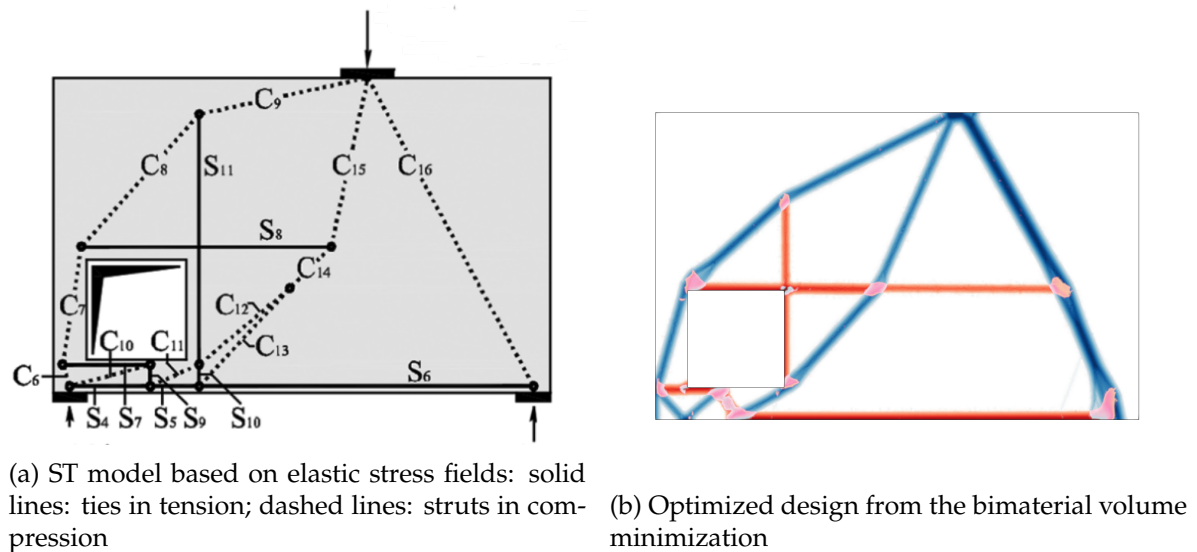 C9
C8
S11
C15
C16
S8
C14
C7
C12
C13
C10
C11
C6
S6
S4
S7
S5
S9
S10
(a) ST model based on elastic stress fields: solid
lines: ties in tension; dashed lines: struts in com-
pression
(b) Optimized design from the bimaterial volume
minimization